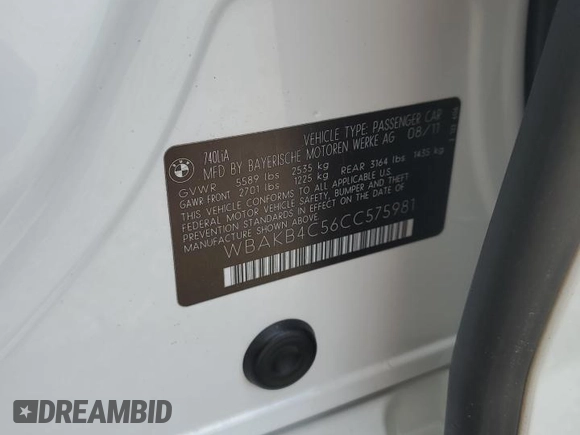 BMW
740LiA
VEHICLE TYPE: PASSENGER CAR
MFD BY BAYERISCHE MOTOREN WERKE AG 08/11
GVWR 5589 lbs 2535 kg
GAWR FRONT 2701 lbs 1225 kg REAR 3164 lbs 1435 kg
THIS VEHICLE CONFORMS TO ALL APPLICABLE
FEDERAL MOTOR VEHICLE SAFETY, BUMPER AND THEFT
PREVENTION STANDARDS IN EFFECT ON THE DATE OF
MANUFACTURE SHOWN ABOVE.
WBAKB4C56CC575981
DREAMBID